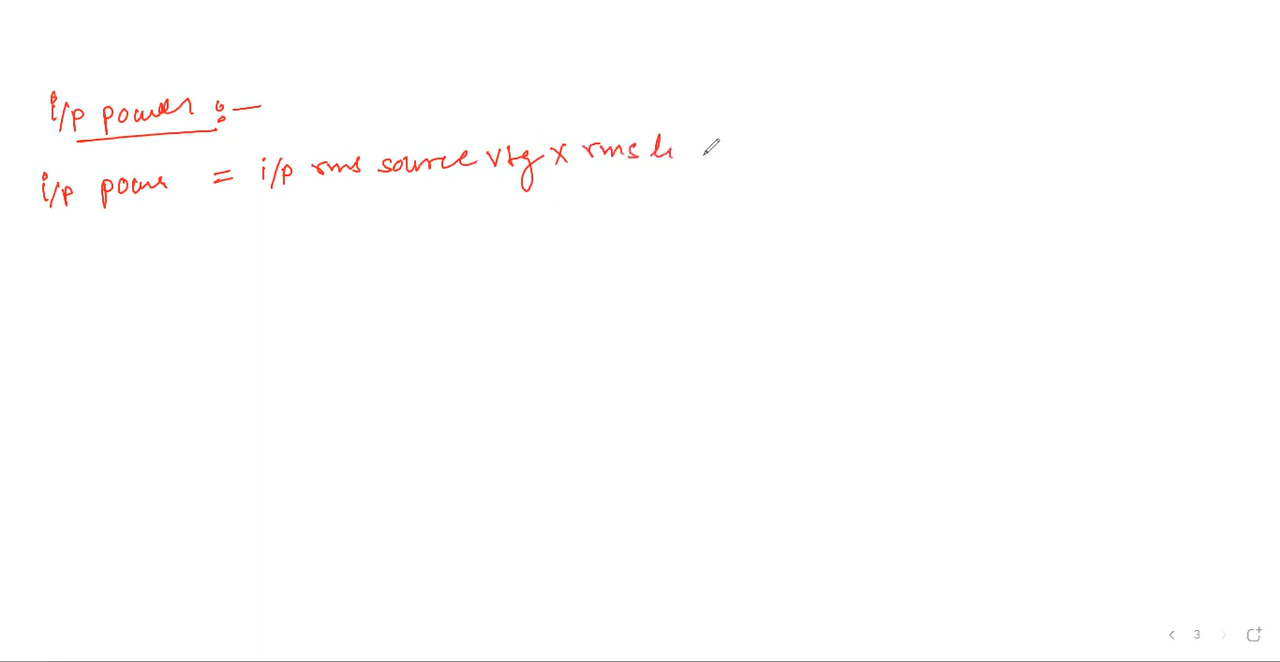 i/p power :-
i/p power = i/p rms source vtg x rms
3